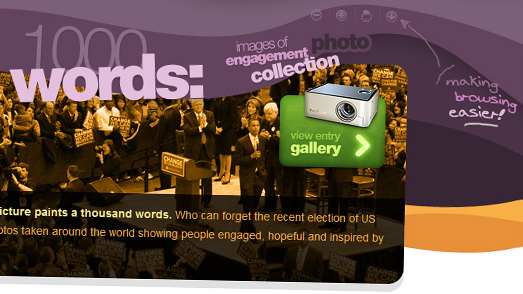 1000
words:
images of
engagement photo
collection
making
browsing
easier!
view entry
gallery
CHANGE
icture paints a thousand words. Who can forget the recent election of US
otos taken around the world showing people engaged, hopeful and inspired by